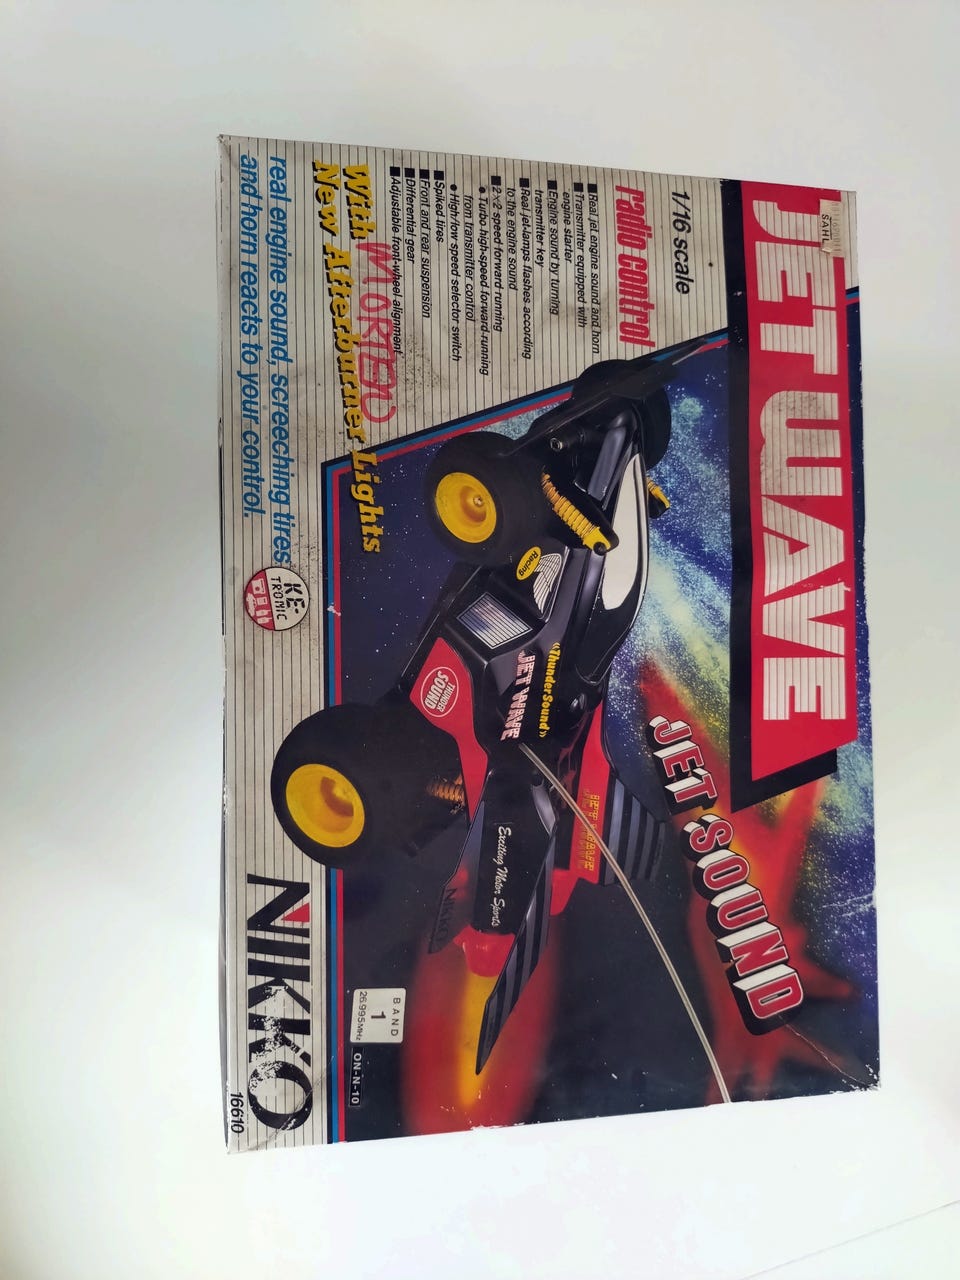 JETWAVE
SAHL
1/16 scale
radio control
■Real jet engine sound and horn
■Transmitter equipped with
engine starter
■Engine sound by turning
transmitter key
■Real jet-lamps flashes according
to the engine sound
■2×2 speed forward running
●Turbo high-speed forward-running
from transmitter control
●High/low speed selector switch
■Spiked tires
■Front and rear suspension
■Differential gear
■Adjustable front-wheel alignment
MORTEN
With
New Afterburner Lights
real engine sound, screeching tires
and horn reacts to your control.
JET SOUND
Racing
«ThunderSound»
JET WAVE
THUNDER
SOUND
Exciting Motor Sports
NIKKO
KE-
TRONIC
BAND
1
26.995MHz
ON-N-10
NIKKO
16610